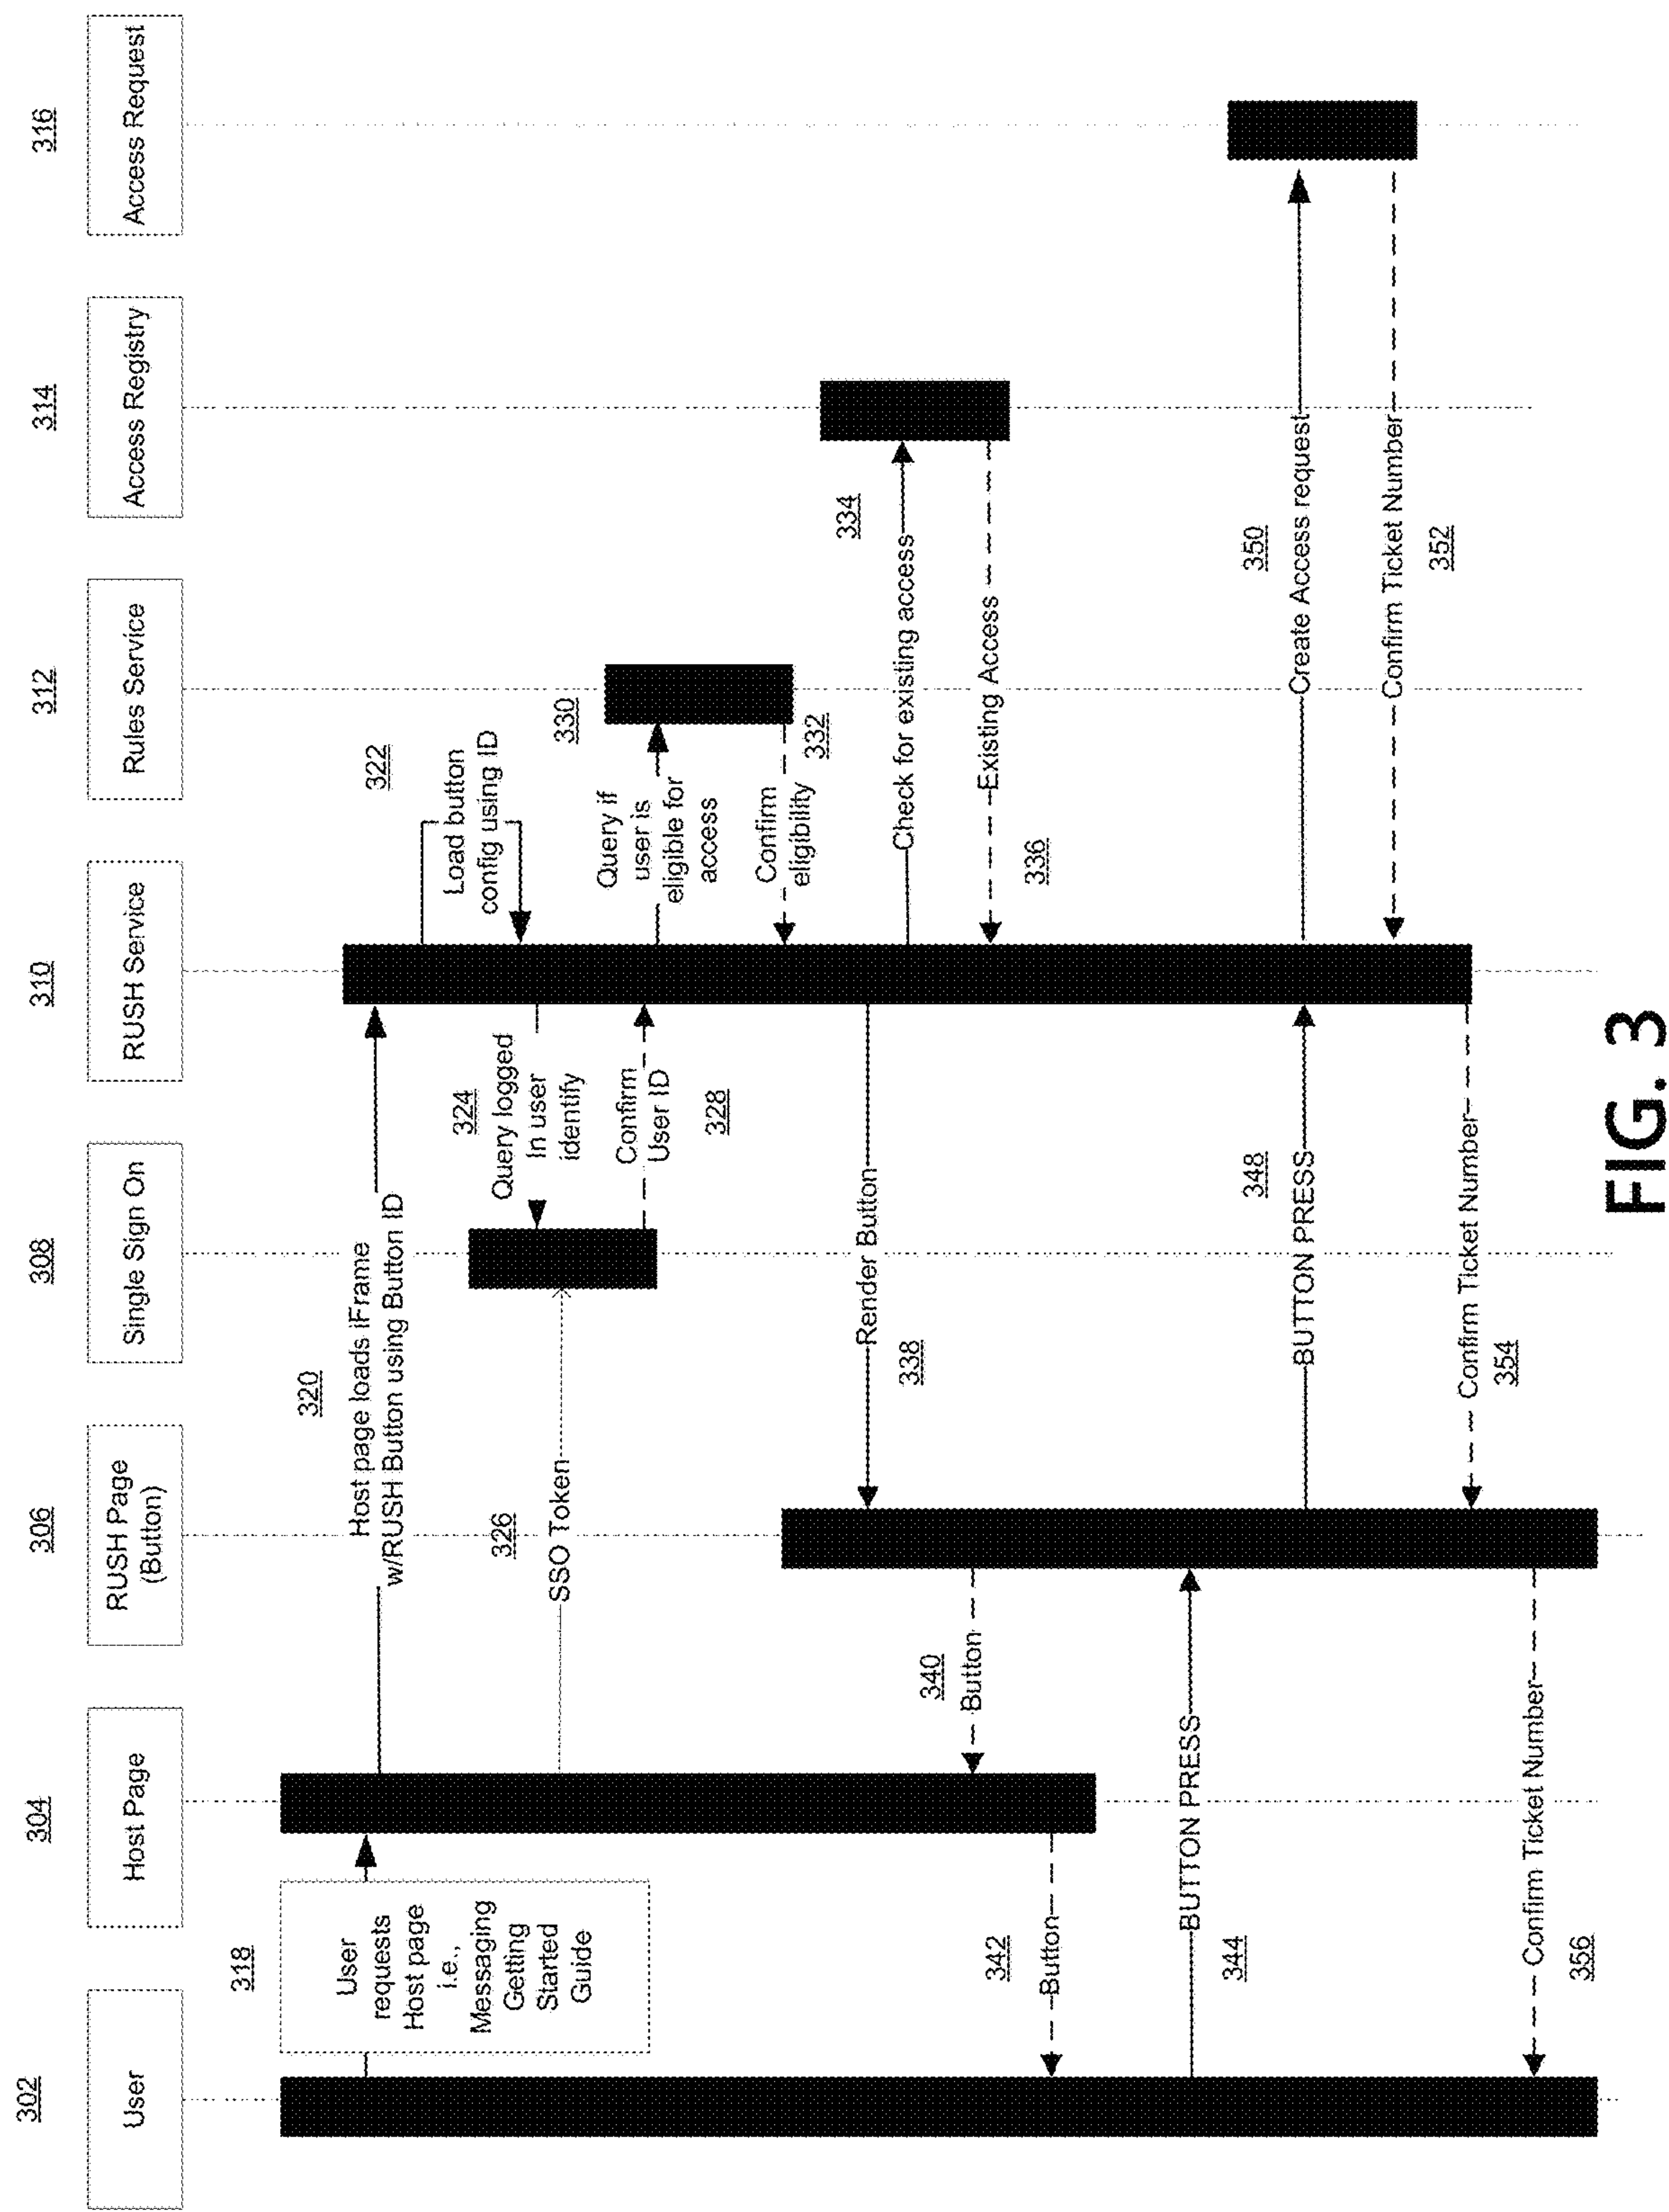 302
User
304
Host Page
306
RUSH Page
(Button)
308
Single Sign On
310
RUSH Service
312
Rules Service
314
Access Registry
316
Access Request
318
User
requests
Host page
i.e.,
Messaging
Getting
Started
Guide
320
Host page loads iFrame
w/RUSH Button using Button ID
322
Load button
config using ID
324
Query logged
In user
identify
326
SSO Token
Confirm
User ID
328
330
Query if
user is
eligible for
access
Confirm
eligibility
332
334
Check for existing access
Existing Access
336
Render Button
338
340
Button
342
Button
BUTTON PRESS
344
348
BUTTON PRESS
350
Create Access request
Confirm Ticket Number
352
Confirm Ticket Number
354
Confirm Ticket Number
356
FIG. 3